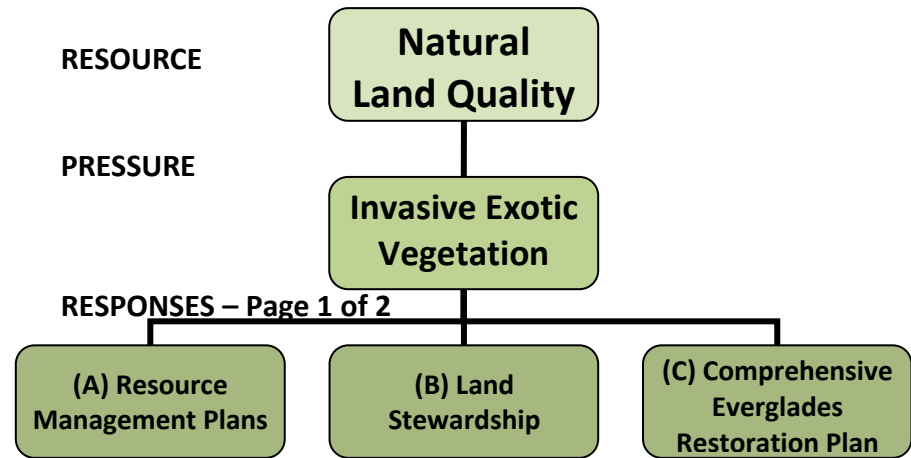 RESOURCE
Natural
Land Quality
PRESSURE
Invasive Exotic
Vegetation
RESPONSES – Page 1 of 2
(A) Resource
Management Plans
(B) Land
Stewardship
(C) Comprehensive
Everglades
Restoration Plan